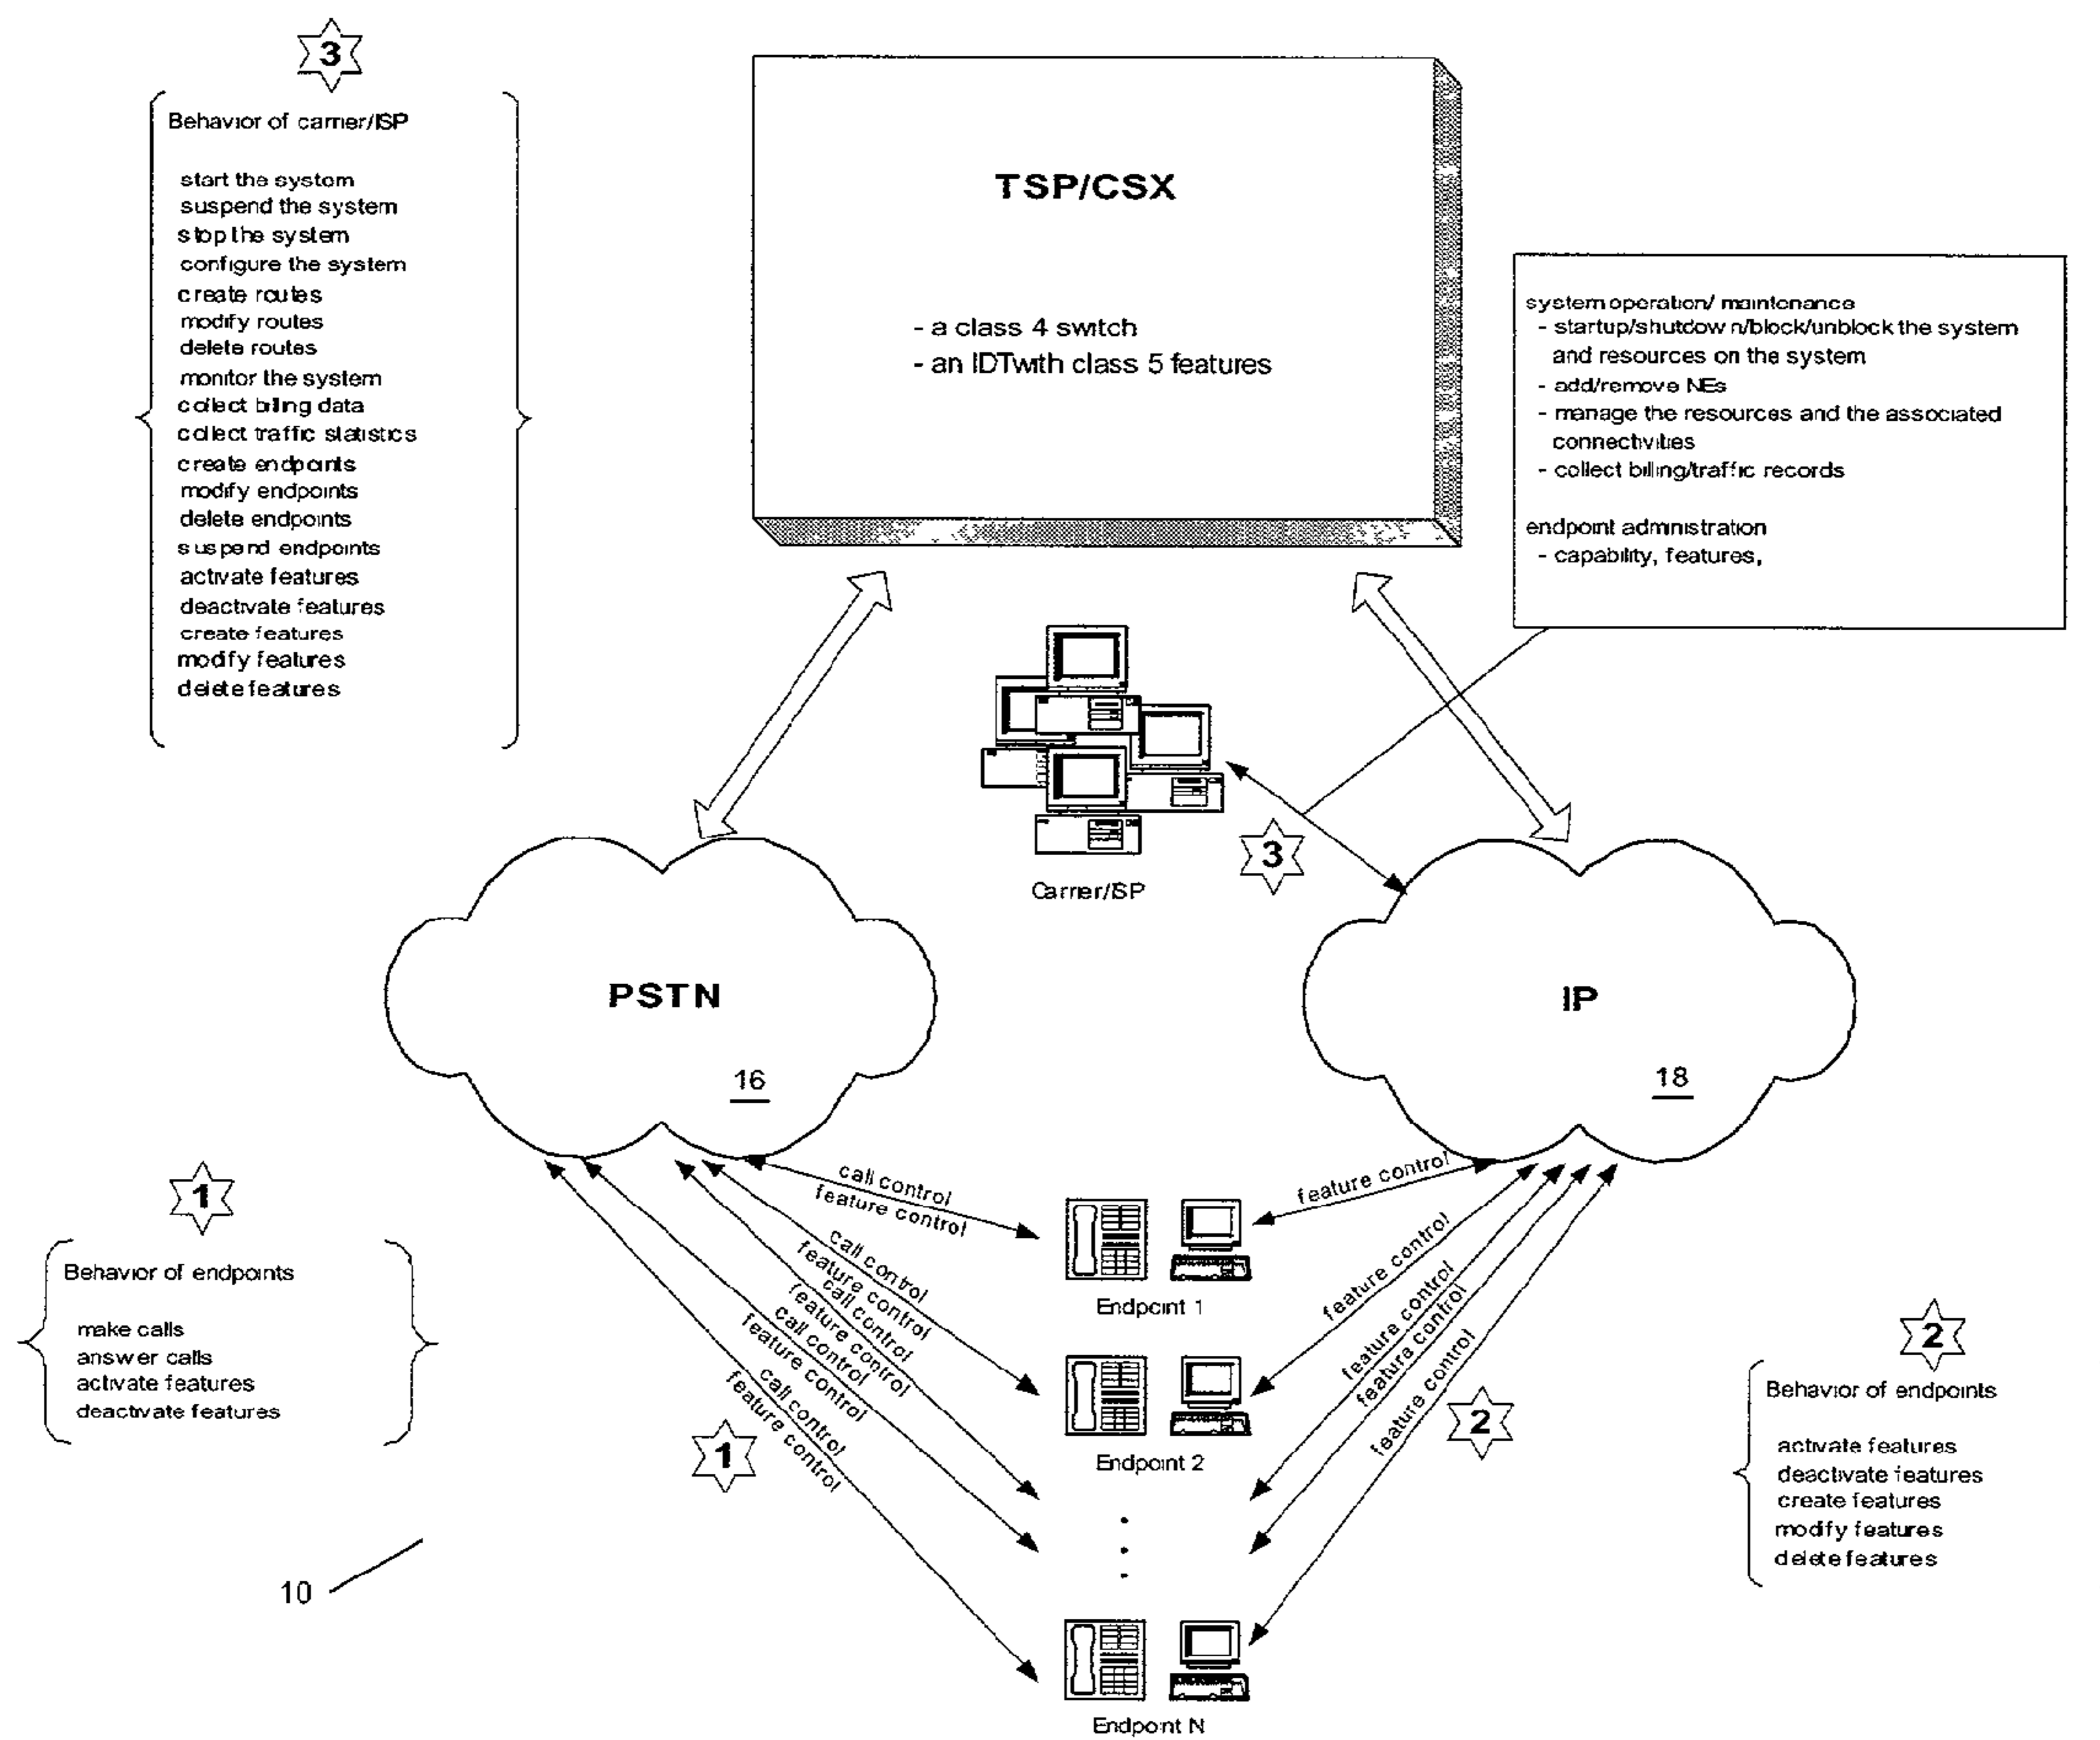 3
Behavior of carrier/ISP
start the system
suspend the system
stop the system
configure the system
create routes
modify routes
delete routes
monitor the system
collect billing data
collect traffic statistics
create endpoints
modify endpoints
delete endpoints
suspend endpoints
activate features
deactivate features
create features
modify features
delete features
TSP/CSX
- a class 4 switch
- an IDT with class 5 features
system operation/ maintenance
- startup/shutdown/block/unblock the system
and resources on the system
- add/remove NEs
- manage the resources and the associated
connectivities
- collect billing/traffic records
endpoint administration
- capability, features,
Carrier/ISP
3
PSTN
16
IP
18
call control
feature control
call control
feature control
call control
feature control
call control
feature control
call control
feature control
feature control
feature control
feature control
feature control
feature control
1
Behavior of endpoints
make calls
answer calls
activate features
deactivate features
1
Endpoint 1
Endpoint 2
Endpoint N
2
2
Behavior of endpoints
activate features
deactivate features
create features
modify features
delete features
10